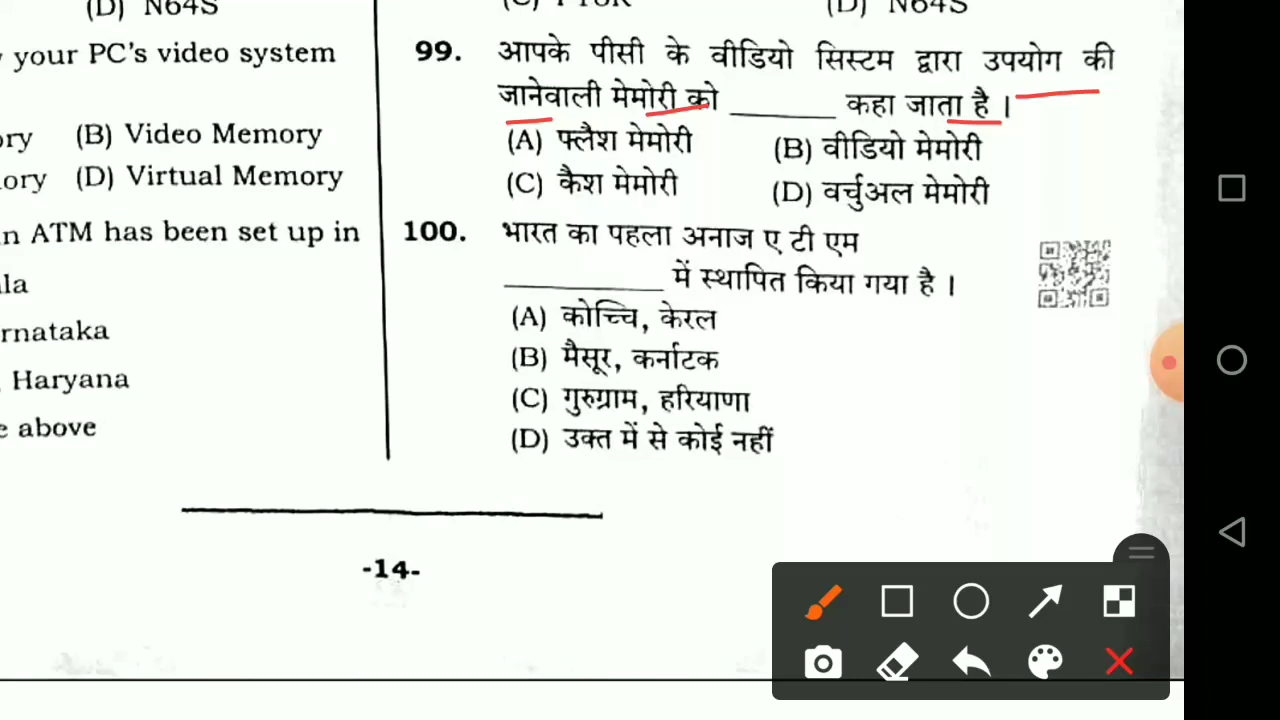 (D) N64S
(D) N64S
your PC's video system
ory (B) Video Memory
ory (D) Virtual Memory
n ATM has been set up in
la
rnataka
, Haryana
e above
99. आपके पीसी के वीडियो सिस्टम द्वारा उपयोग की
जानेवाली मेमोरी को ________ कहा जाता है ।
(A) फ्लैश मेमोरी (B) वीडियो मेमोरी
(C) कैश मेमोरी (D) वर्चुअल मेमोरी
100. भारत का पहला अनाज ए टी एम
____________ में स्थापित किया गया है ।
(A) कोच्चि, केरल
(B) मैसूर, कर्नाटक
(C) गुरुग्राम, हरियाणा
(D) उक्त में से कोई नहीं
-14-